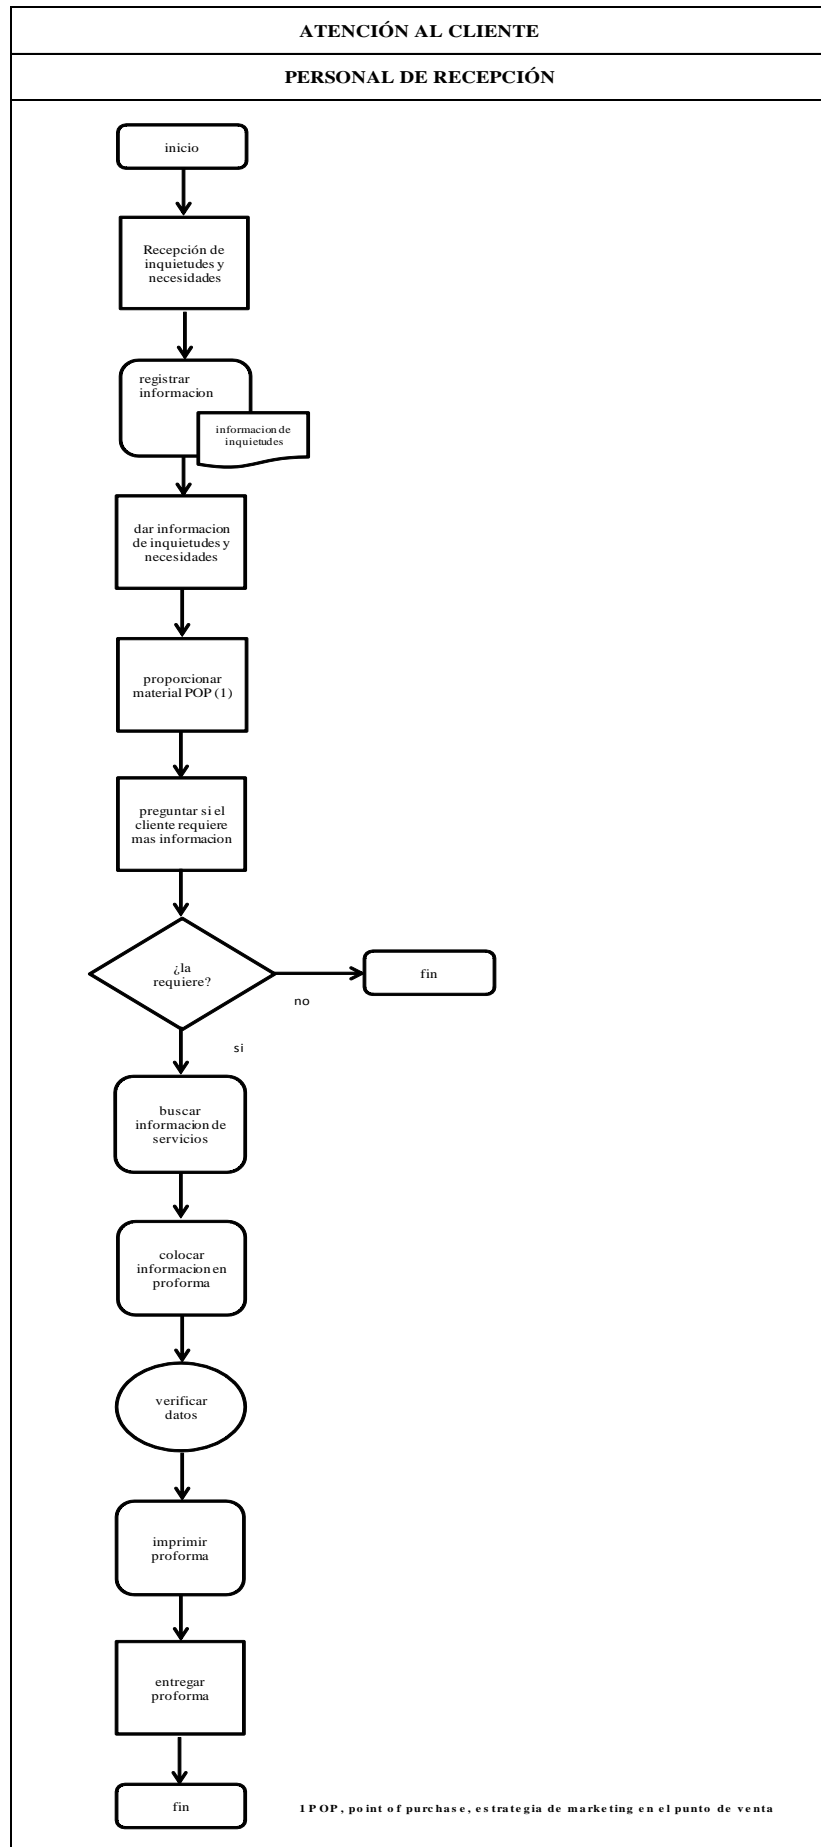 ATENCIÓN AL CLIENTE
PERSONAL DE RECEPCIÓN
inicio
Recepción de
inquietudes y
necesidades
registrar
informacion
informacion de
inquietudes
dar informacion
de inquietudes y
necesidades
proporcionar
material POP (1)
preguntar si el
cliente requiere
mas informacion
¿la
requiere?
fin
no
si
buscar
informacion de
servicios
colocar
informacion en
proforma
verificar
datos
imprimir
proforma
entregar
proforma
fin
1 POP, point of purchase, estrategia de marketing en el punto de venta